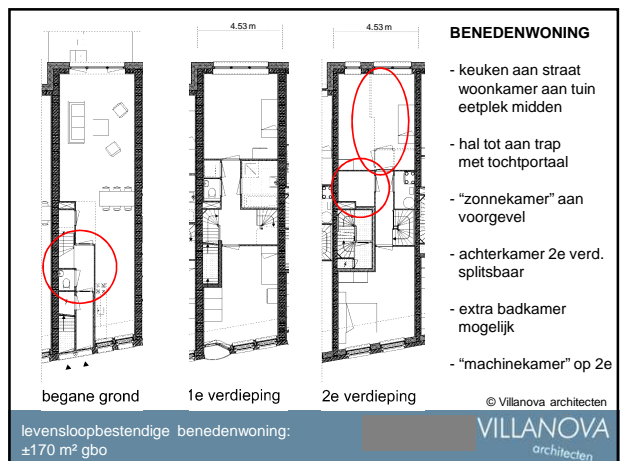 4.53 m
4.53 m
BENEDENWONING
- keuken aan straat
woonkamer aan tuin
eetplek midden
- hal tot aan trap
met tochtportaal
- “zonnekamer” aan
voorgevel
- achterkamer 2e verd.
splitsbaar
- extra badkamer
mogelijk
- “machinekamer” op 2e
begane grond
1e verdieping
2e verdieping
© Villanova architecten
levensloopbestendige benedenwoning:
±170 m² gbo
VILLANOVA
architecten